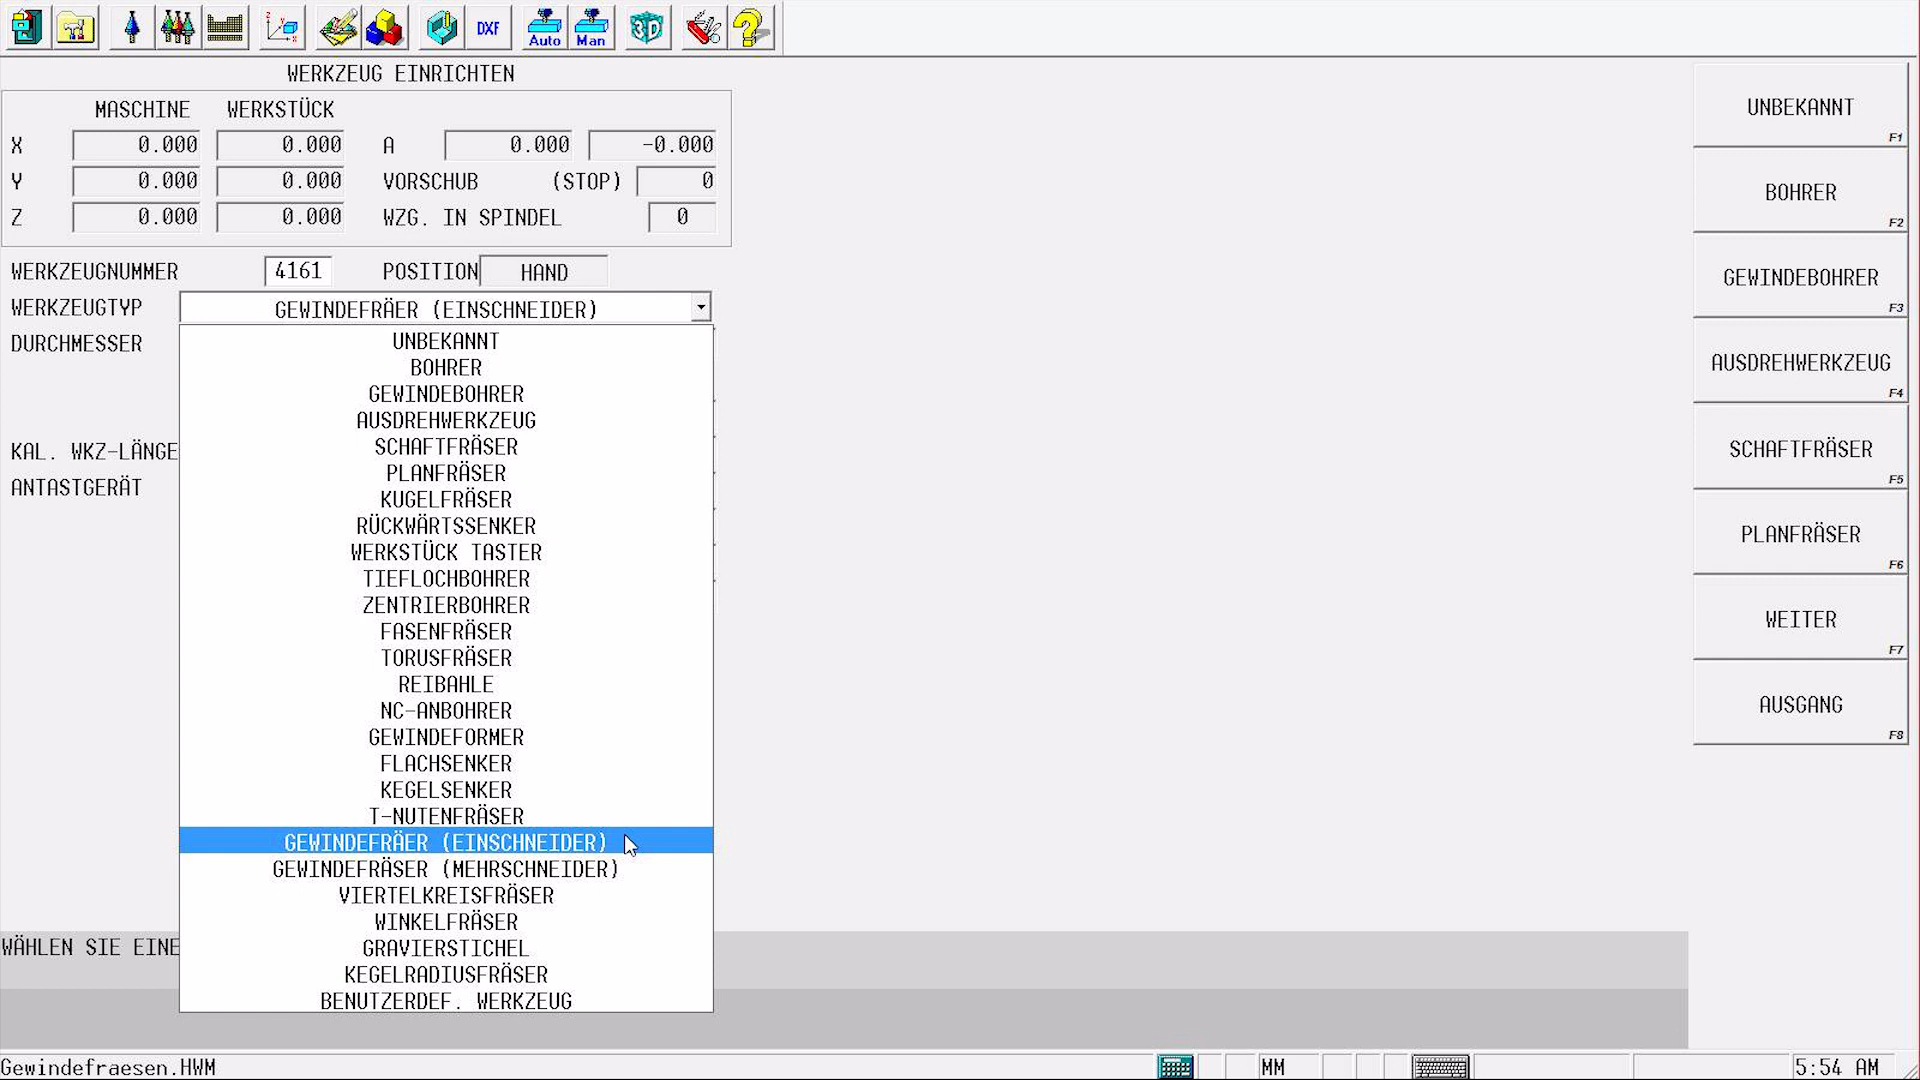 DXF
Auto
Man
3D
WERKZEUG EINRICHTEN
MASCHINE WERKSTÜCK
X 0.000 0.000 A 0.000 -0.000
Y 0.000 0.000 VORSCHUB (STOP) 0
Z 0.000 0.000 WZG. IN SPINDEL 0
WERKZEUGNUMMER 4161 POSITION HAND
WERKZEUGTYP GEWINDEFRÄER (EINSCHNEIDER)
DURCHMESSER
KAL. WKZ-LÄNGE
ANTASTGERÄT
UNBEKANNT
BOHRER
GEWINDEBOHRER
AUSDREHWERKZEUG
SCHAFTFRÄSER
PLANFRÄSER
KUGELFRÄSER
RÜCKWÄRTSSENKER
WERKSTÜCK TASTER
TIEFLOCHBOHRER
ZENTRIERBOHRER
FASENFRÄSER
TORUSFRÄSER
REIBAHLE
NC-ANBOHRER
GEWINDEFORMER
FLACHSENKER
KEGELSENKER
T-NUTENFRÄSER
GEWINDEFRÄER (EINSCHNEIDER)
GEWINDEFRÄSER (MEHRSCHNEIDER)
VIERTELKREISFRÄSER
WINKELFRÄSER
GRAVIERSTICHEL
KEGELRADIUSFRÄSER
BENUTZERDEF. WERKZEUG
WÄHLEN SIE EINE
UNBEKANNT
F1
BOHRER
F2
GEWINDEBOHRER
F3
AUSDREHWERKZEUG
F4
SCHAFTFRÄSER
F5
PLANFRÄSER
F6
WEITER
F7
AUSGANG
F8
Gewindefraesen.HWM MM 5:54 AM